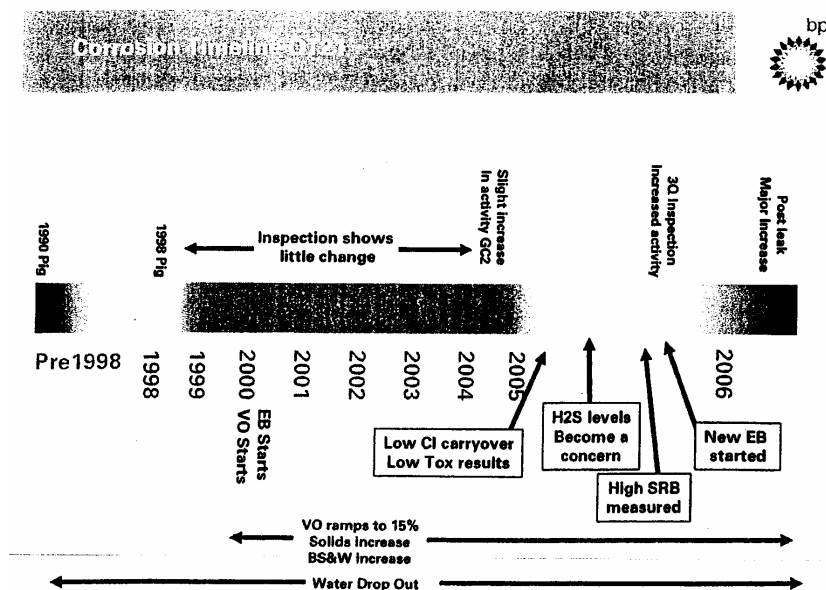 bp
Corrosion Timeline OT21
1990 Pig
1998 Pig
Inspection shows
little change
Slight increase
In activity GC2
3Q Inspection
Increased activity
Post leak
Major Increase
Pre1998
1998
1999
2000
2001
2002
2003
2004
2005
2006
EB Starts
VO Starts
Low CI carryover
Low Tox results
H2S levels
Become a
concern
High SRB
measured
New EB
started
VO ramps to 15%
Solids Increase
BS&W Increase
Water Drop Out